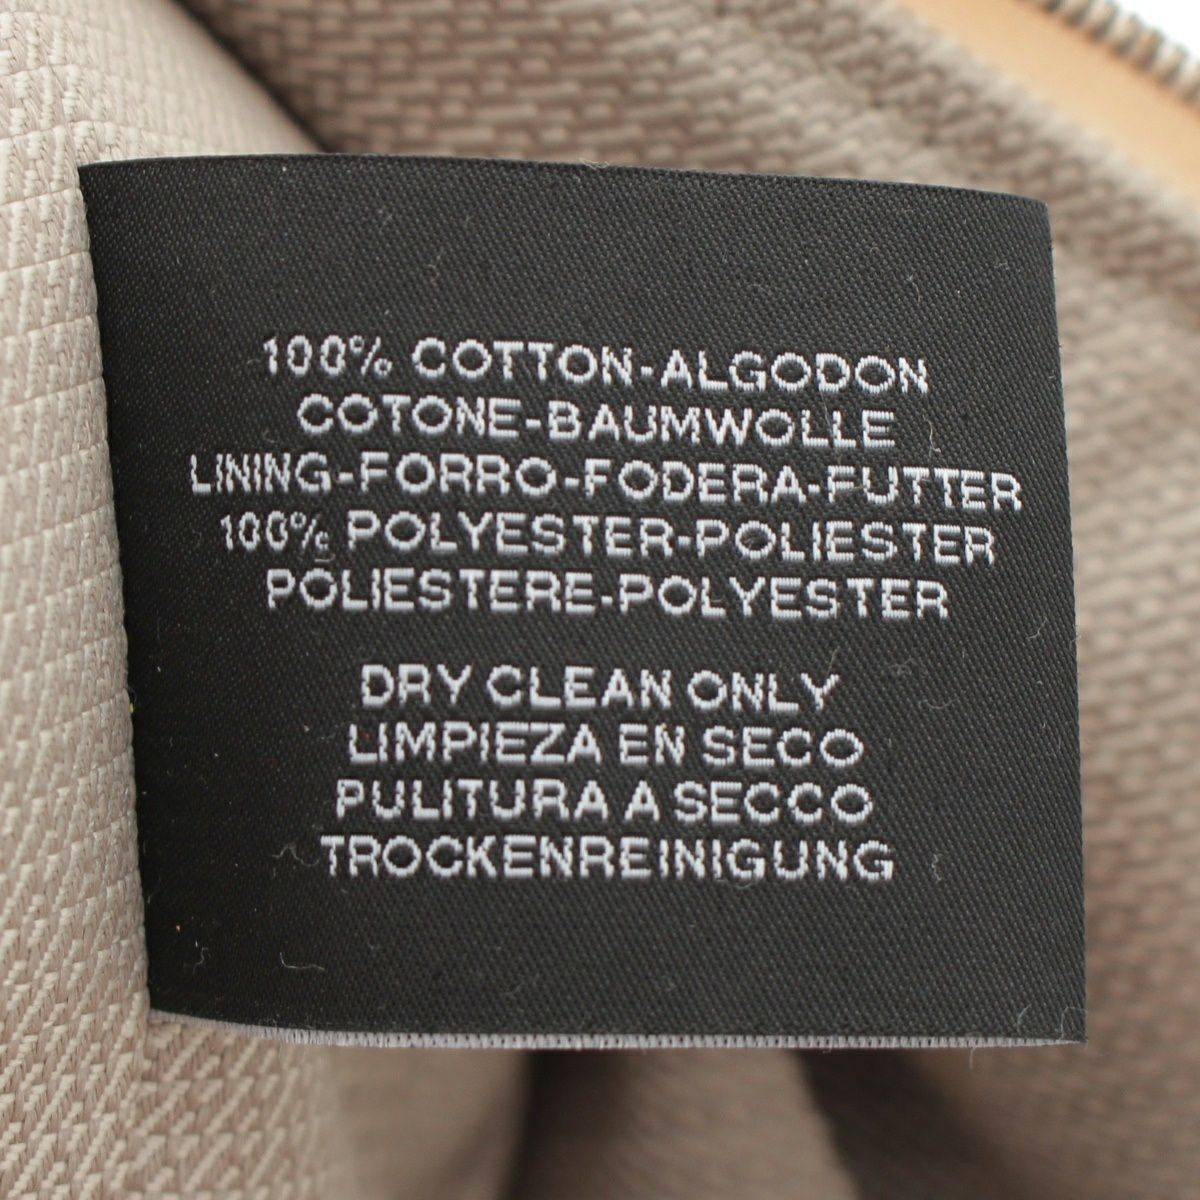 100% COTTON-ALGODON
COTONE-BAUMWOLLE
LINING-FORRO-FODERA-FUTTER
100% POLYESTER-POLIESTER
POLIESTERE-POLYESTER
DRY CLEAN ONLY
LIMPIEZA EN SECO
PULITURA A SECCO
TROCKENREINIGUNG